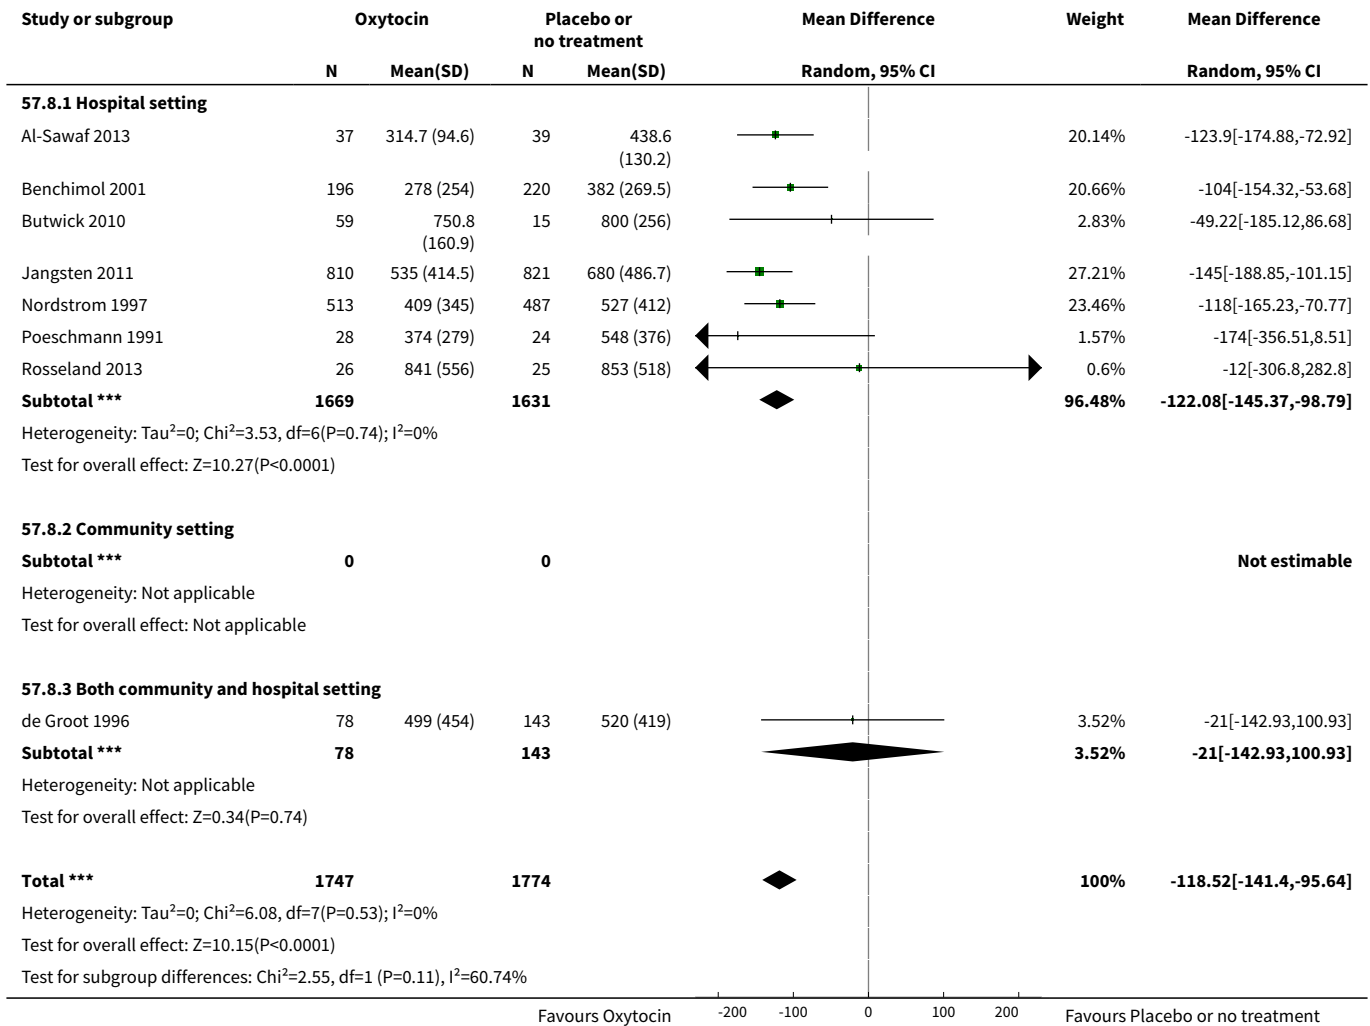 Study or subgroup Oxytocin Placebo or no treatment Mean Difference Weight Mean Difference
N Mean(SD) N Mean(SD) Random, 95% CI Random, 95% CI
57.8.1 Hospital setting
Al-Sawaf 2013 37 314.7 (94.6) 39 438.6 (130.2) 20.14% -123.9[-174.88,-72.92]
Benchimol 2001 196 278 (254) 220 382 (269.5) 20.66% -104[-154.32,-53.68]
Butwick 2010 59 750.8 (160.9) 15 800 (256) 2.83% -49.22[-185.12,86.68]
Jangsten 2011 810 535 (414.5) 821 680 (486.7) 27.21% -145[-188.85,-101.15]
Nordstrom 1997 513 409 (345) 487 527 (412) 23.46% -118[-165.23,-70.77]
Poeschmann 1991 28 374 (279) 24 548 (376) 1.57% -174[-356.51,8.51]
Rosseland 2013 26 841 (556) 25 853 (518) 0.6% -12[-306.8,282.8]
Subtotal *** 1669 1631 96.48% -122.08[-145.37,-98.79]
Heterogeneity: Tau²=0; Chi²=3.53, df=6(P=0.74); I²=0%
Test for overall effect: Z=10.27(P<0.0001)
57.8.2 Community setting
Subtotal *** 0 0 Not estimable
Heterogeneity: Not applicable
Test for overall effect: Not applicable
57.8.3 Both community and hospital setting
de Groot 1996 78 499 (454) 143 520 (419) 3.52% -21[-142.93,100.93]
Subtotal *** 78 143 3.52% -21[-142.93,100.93]
Heterogeneity: Not applicable
Test for overall effect: Z=0.34(P=0.74)
Total *** 1747 1774 100% -118.52[-141.4,-95.64]
Heterogeneity: Tau²=0; Chi²=6.08, df=7(P=0.53); I²=0%
Test for overall effect: Z=10.15(P<0.0001)
Test for subgroup differences: Chi²=2.55, df=1 (P=0.11), I²=60.74%
Favours Oxytocin -200 -100 0 100 200 Favours Placebo or no treatment